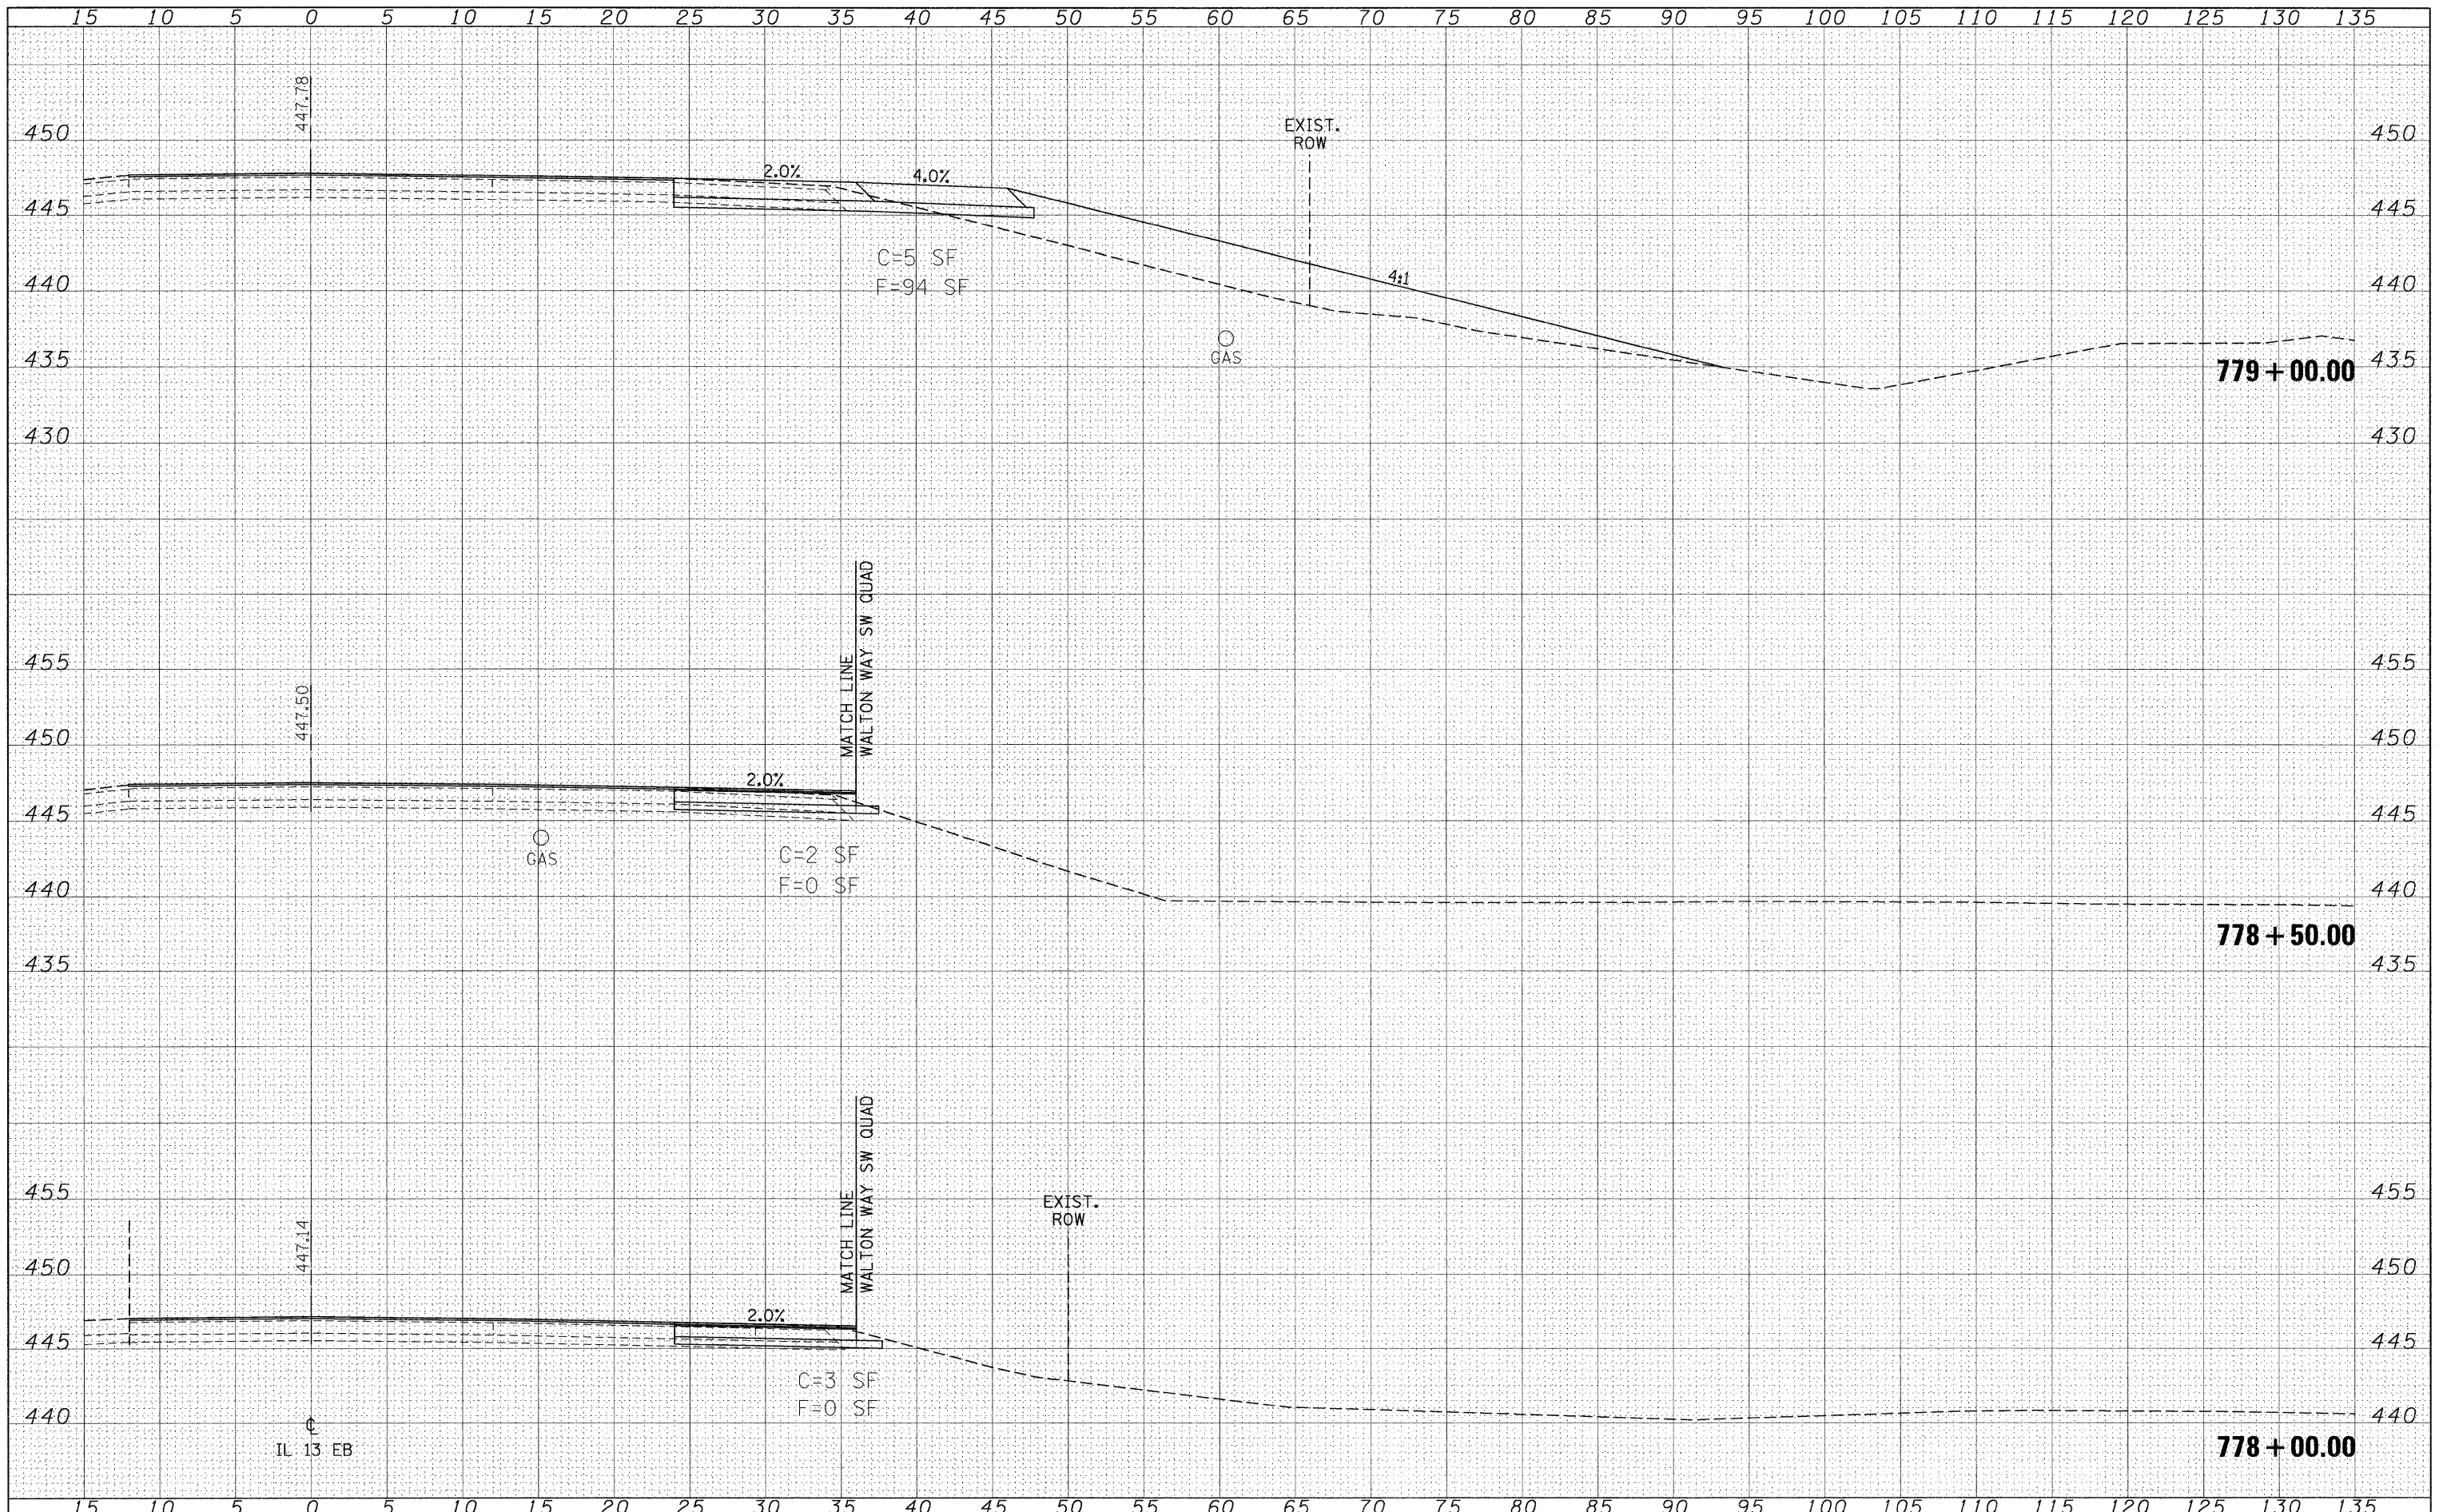 15 10 5 0 5 10 15 20 25 30 35 40 45 50 55 60 65 70 75 80 85 90 95 100 105 110 115 120 125 130 135
447.78
450 450
EXIST.
ROW
2.0%
4.0%
445 445
C=5 SF
F=94 SF
4:1
440 440
GAS
435 435
779+00.00
430 430
MATCH LINE
WALTON WAY SW QUAD
455 455
447.50
450 450
2.0%
445 445
GAS
C=2 SF
F=0 SF
440 440
778+50.00
435 435
MATCH LINE
WALTON WAY SW QUAD
455 455
EXIST.
ROW
447.14
450 450
2.0%
445 445
C=3 SF
F=0 SF
440 440
℄
IL 13 EB
778+00.00
15 10 5 0 5 10 15 20 25 30 35 40 45 50 55 60 65 70 75 80 85 90 95 100 105 110 115 120 125 130 135